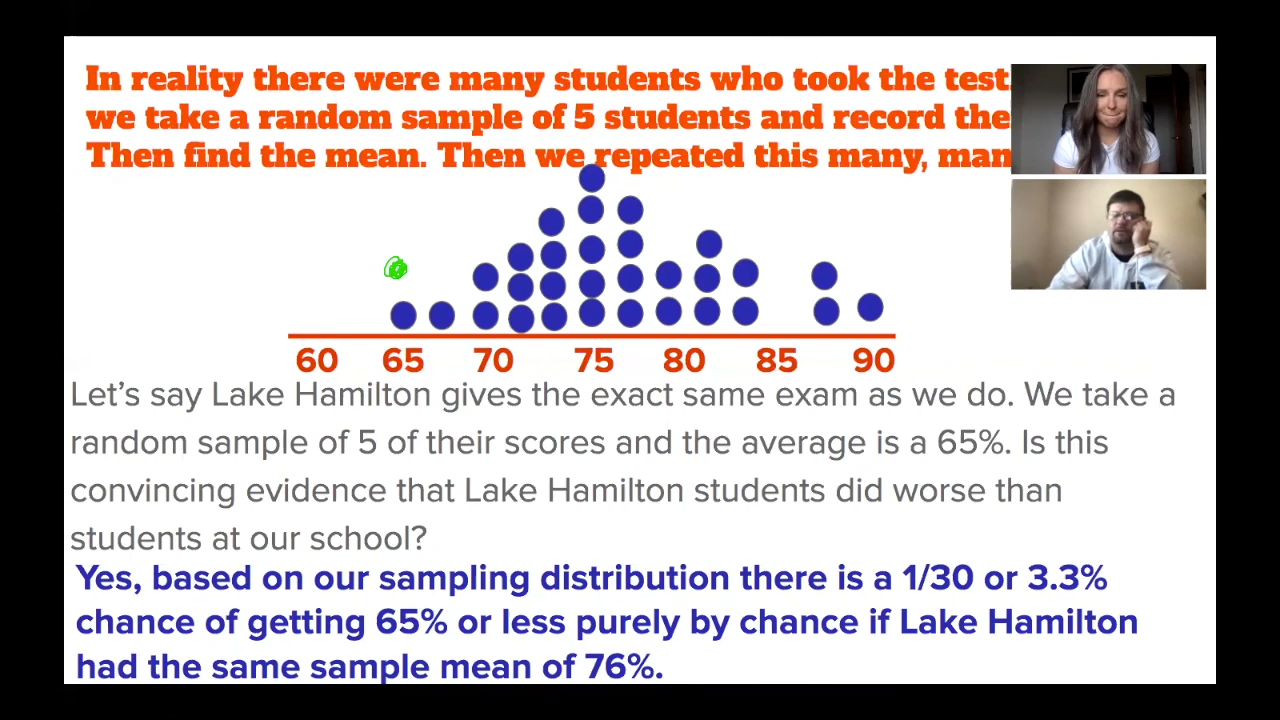 In reality there were many students who took the test
we take a random sample of 5 students and record the
Then find the mean. Then we repeated this many,
60 65 70 75 80 85 90
Let’s say Lake Hamilton gives the exact same exam as we do. We take a
random sample of 5 of their scores and the average is a 65%. Is this
convincing evidence that Lake Hamilton students did worse than
students at our school?
Yes, based on our sampling distribution there is a 1/30 or 3.3%
chance of getting 65% or less purely by chance if Lake Hamilton
had the same sample mean of 76%.